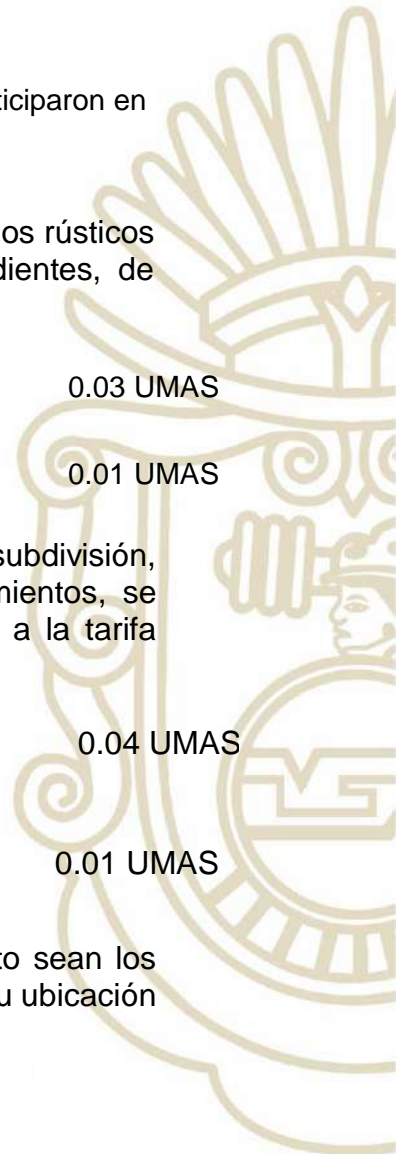 ticiparon en
os rústicos
dientes, de
0.03 UMAS
0.01 UMAS
subdivisión,
mientos, se
a la tarifa
0.04 UMAS
0.01 UMAS
to sean los
u ubicación